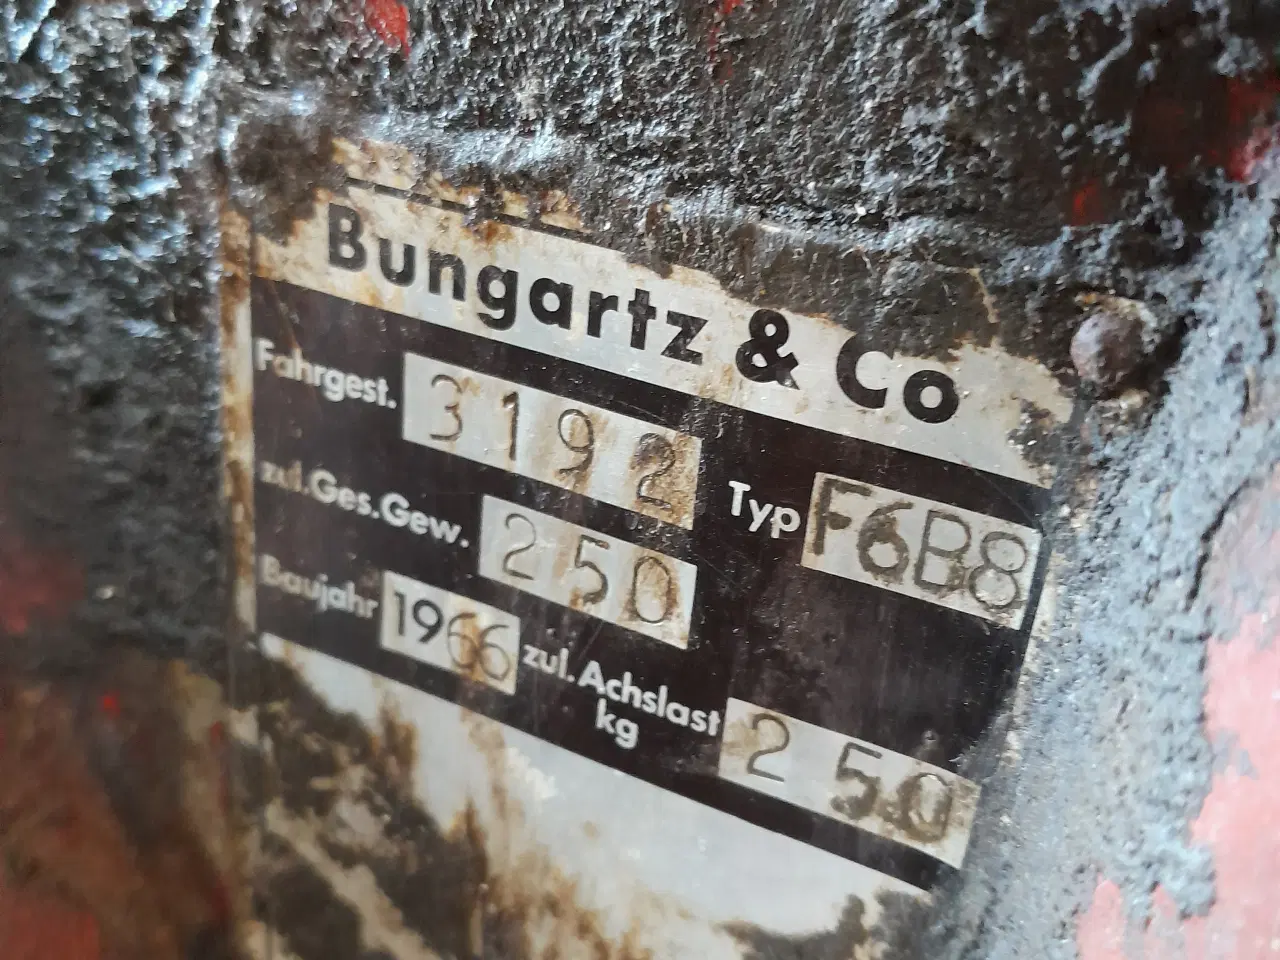 Bungartz & Co
Fahrgest. 3192 Typ F6B8
zul.Ges.Gew. 250
Baujahr 1966 zul.Achslast kg 250